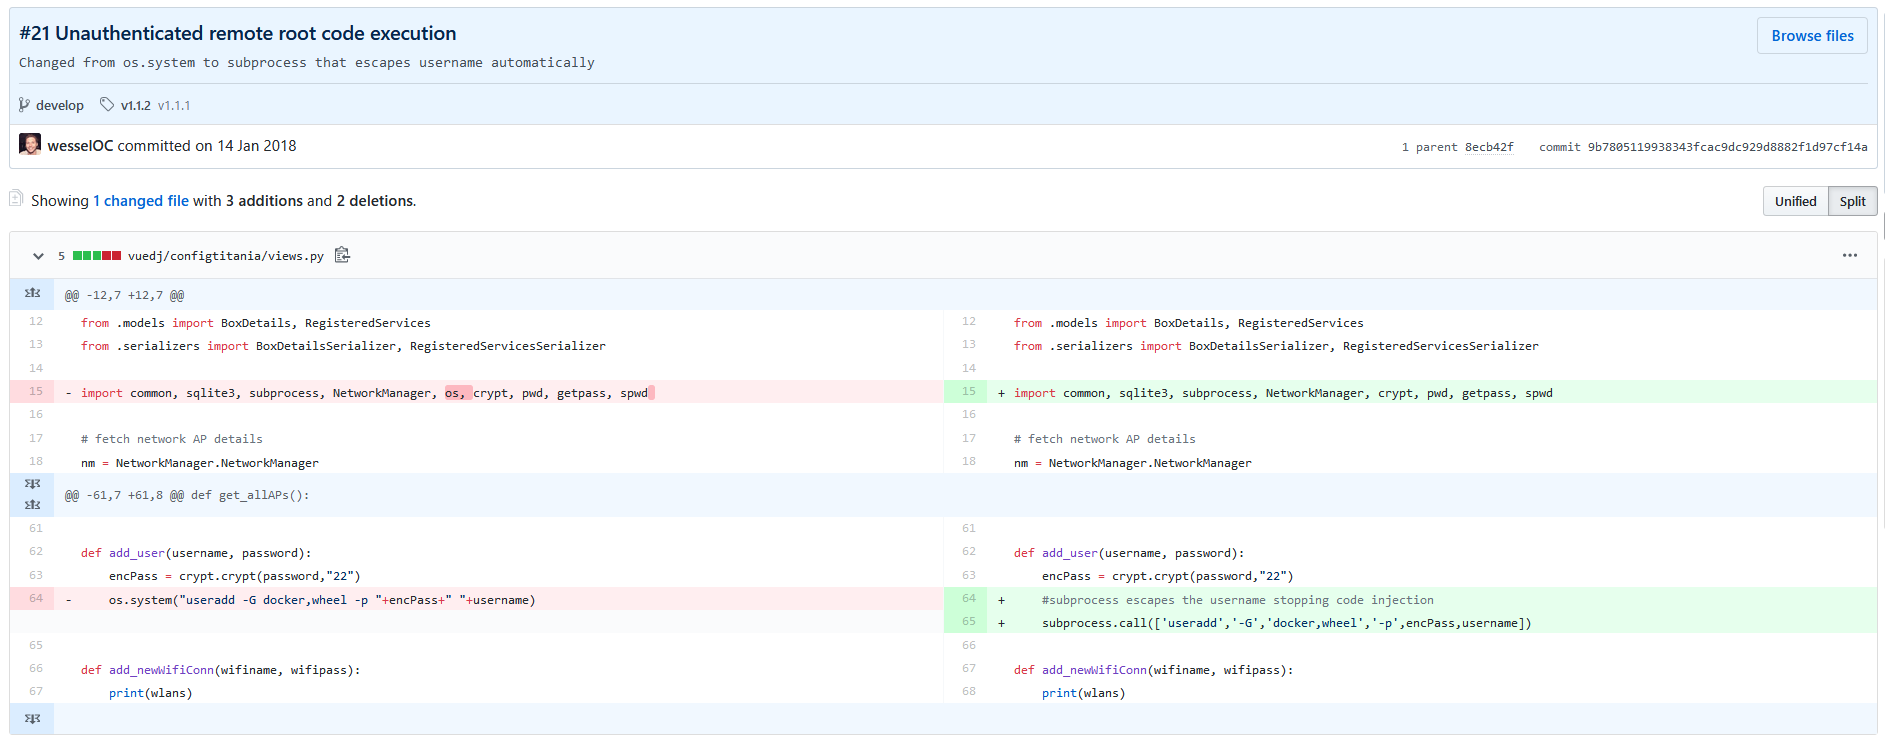 #21 Unauthenticated remote root code execution
Browse files
Changed from os.system to subprocess that escapes username automatically
develop v1.1.2 v1.1.1
wesselOC committed on 14 Jan 2018
1 parent 8ecb42f commit 9b7805119938343fcac9dc929d8882f1d97cf14a
Showing 1 changed file with 3 additions and 2 deletions.
Unified Split
5 vuedj/configtitania/views.py
@@ -12,7 +12,7 @@
12 from .models import BoxDetails, RegisteredServices 12 from .models import BoxDetails, RegisteredServices
13 from .serializers import BoxDetailsSerializer, RegisteredServicesSerializer 13 from .serializers import BoxDetailsSerializer, RegisteredServicesSerializer
14 14
15 - import common, sqlite3, subprocess, NetworkManager, os, crypt, pwd, getpass, spwd 15 + import common, sqlite3, subprocess, NetworkManager, crypt, pwd, getpass, spwd
16 16
17 # fetch network AP details 17 # fetch network AP details
18 nm = NetworkManager.NetworkManager 18 nm = NetworkManager.NetworkManager
@@ -61,7 +61,8 @@ def get_allAPs():
61 61
62 def add_user(username, password): 62 def add_user(username, password):
63 encPass = crypt.crypt(password,"22") 63 encPass = crypt.crypt(password,"22")
64 - os.system("useradd -G docker,wheel -p "+encPass+" "+username) 64 + #subprocess escapes the username stopping code injection
65 + subprocess.call(['useradd','-G','docker,wheel','-p',encPass,username])
65 66
66 def add_newWifiConn(wifiname, wifipass): 67 def add_newWifiConn(wifiname, wifipass):
67 print(wlans) 68 print(wlans)